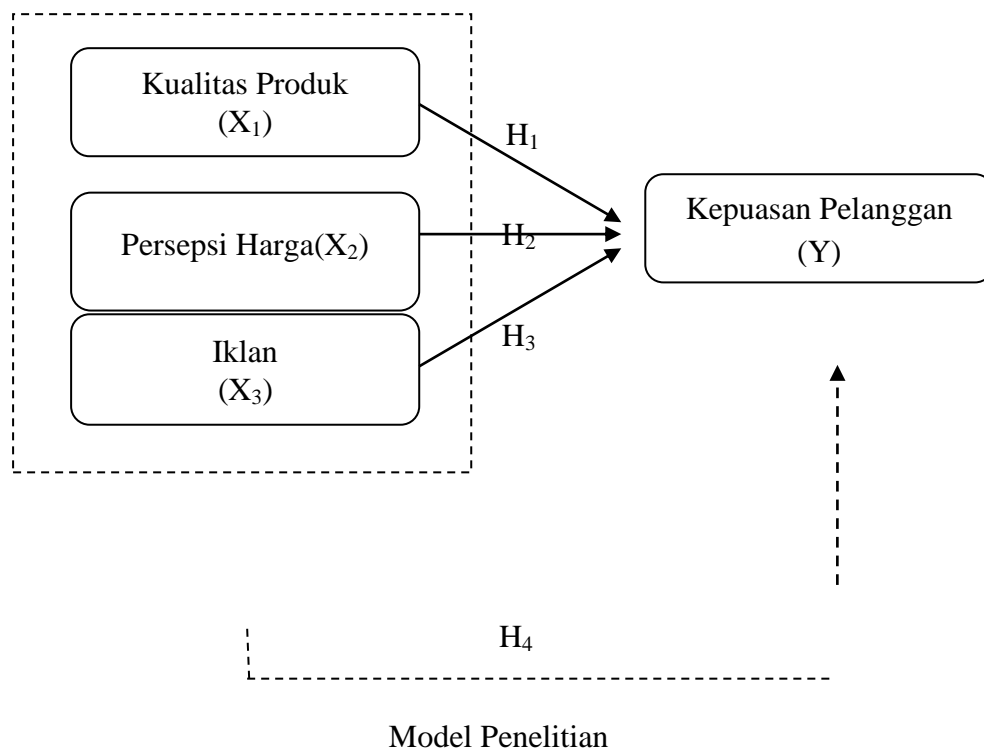 Kualitas Produk
(X₁)
H₁
Persepsi Harga(X₂)
H₂
Kepuasan Pelanggan
(Y)
Iklan
(X₃)
H₃
H₄
Model Penelitian